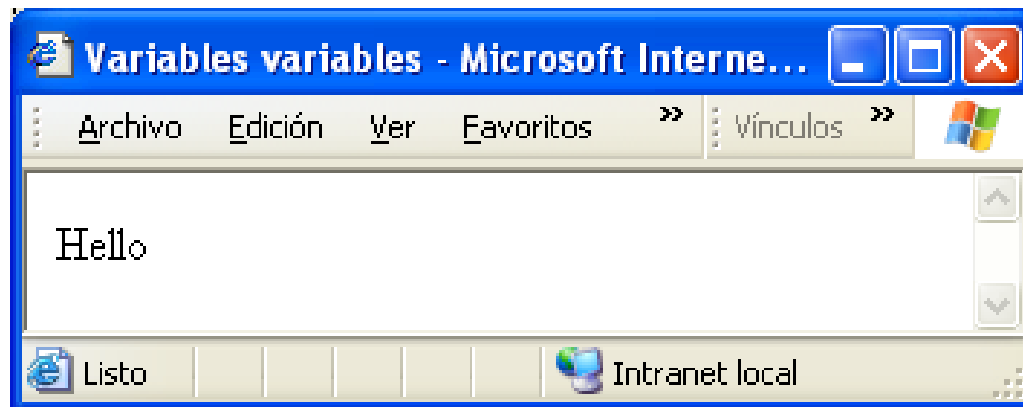 Variables variables - Microsoft Interne...
Archivo Edición Ver Favoritos » Vínculos »
Hello
Listo Intranet local